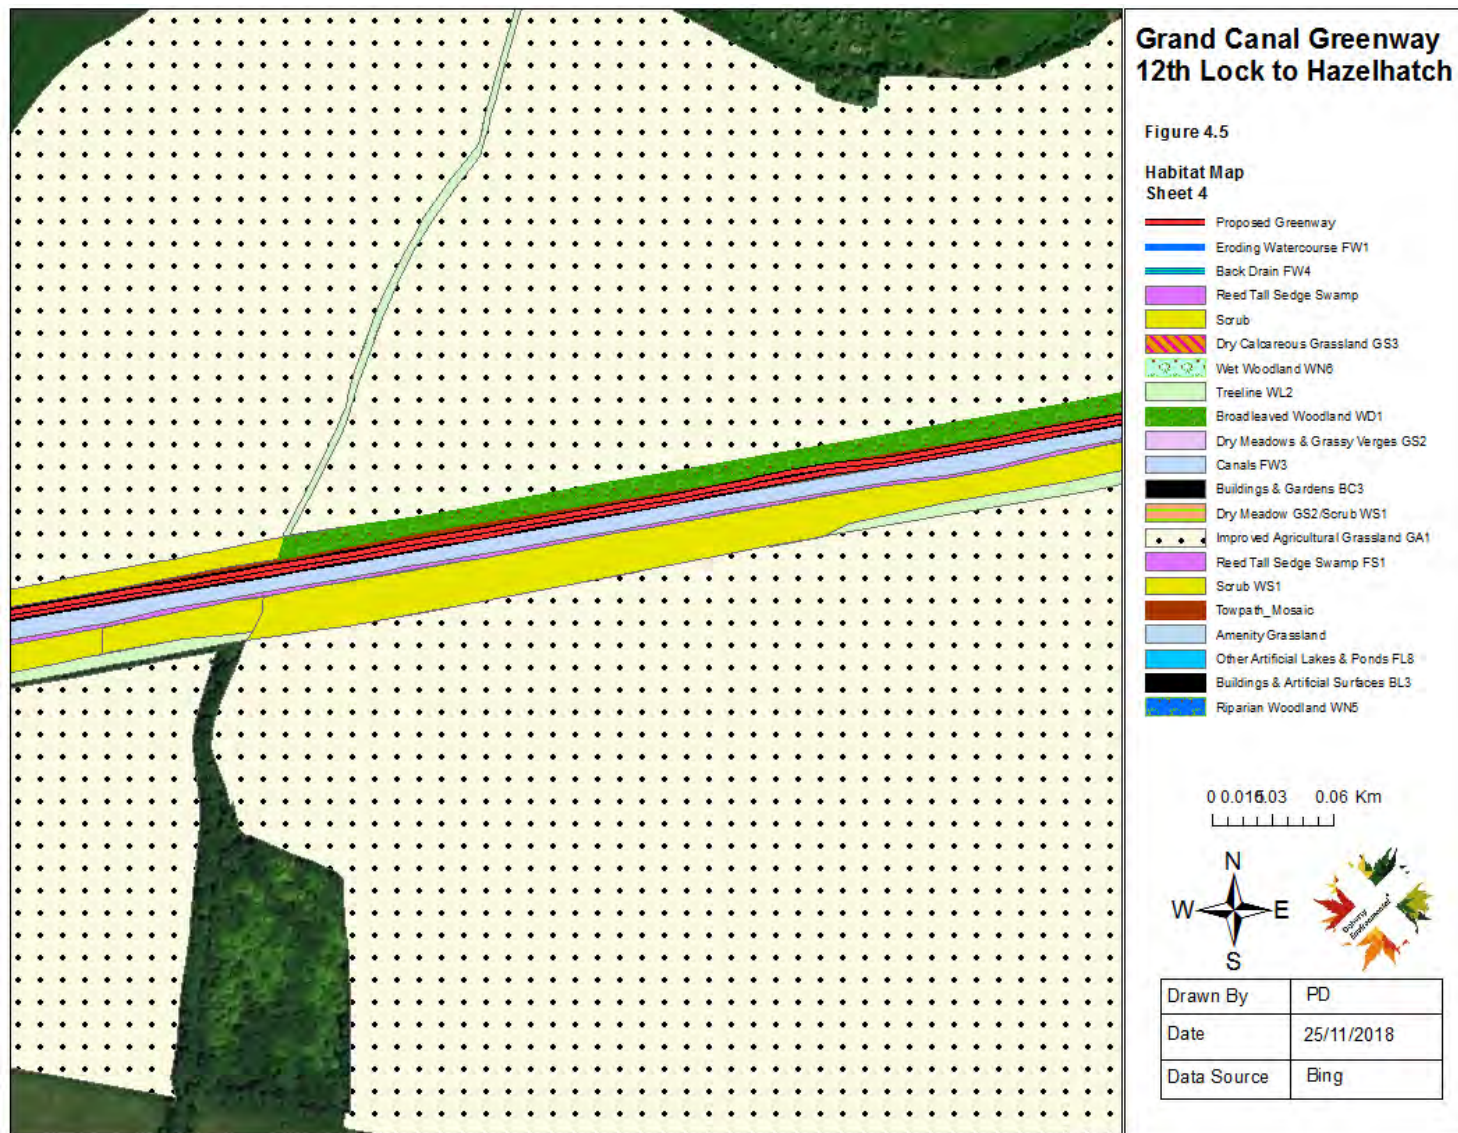 Grand Canal Greenway
12th Lock to Hazelhatch
Figure 4.5
Habitat Map
Sheet 4
Proposed Greenway
Eroding Watercourse FW1
Back Drain FW4
Reed Tall Sedge Swamp
Scrub
Dry Calcareous Grassland GS3
Wet Woodland WN6
Treeline WL2
Broadleaved Woodland WD1
Dry Meadows & Grassy Verges GS2
Canals FW3
Buildings & Gardens BC3
Dry Meadow GS2/Scrub WS1
Improved Agricultural Grassland GA1
Reed Tall Sedge Swamp FS1
Scrub WS1
Towpath_Mosaic
Amenity Grassland
Other Artificial Lakes & Ponds FL8
Buildings & Artificial Surfaces BL3
Riparian Woodland WN5
0 0.015 0.03 0.06 Km
N
W E
S
Doherty
Environmental
Drawn By PD
Date 25/11/2018
Data Source Bing